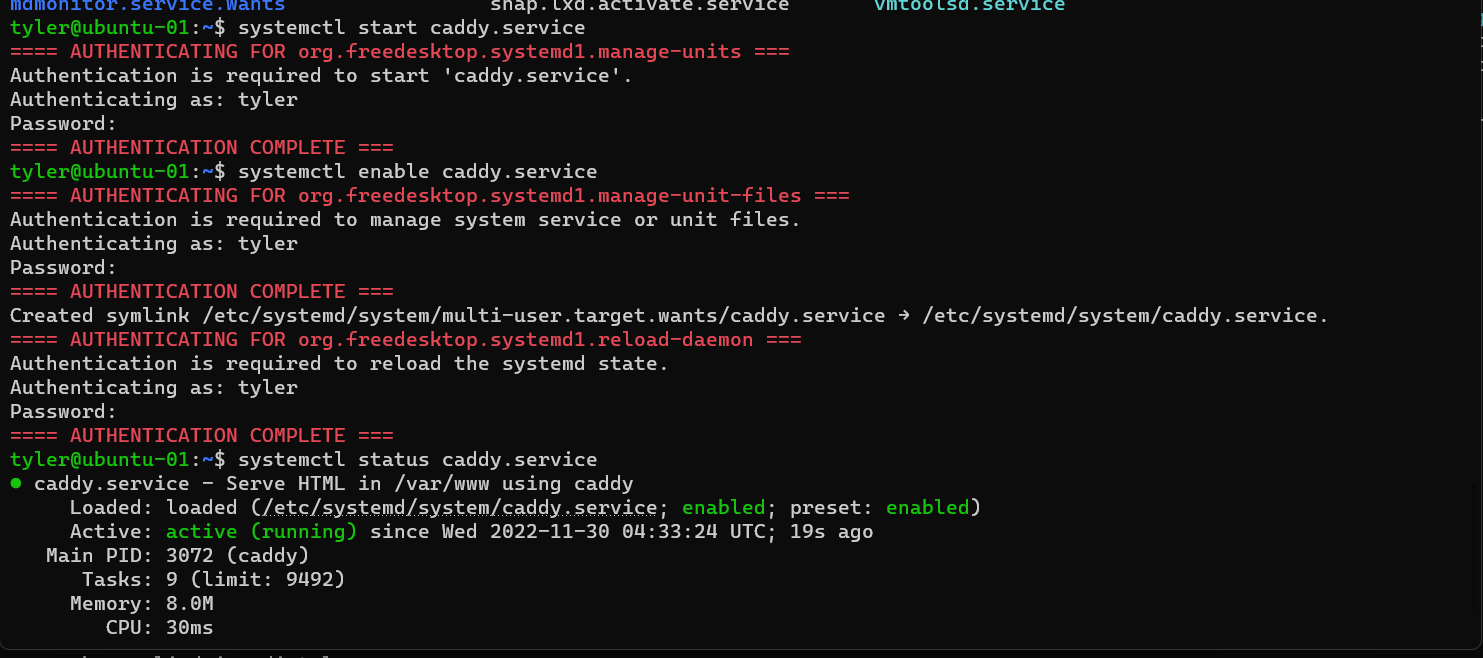 mdmonitor.service.wants                 snap.lxd.activate.service       vmtoolsd.service
tyler@ubuntu-01:~$ systemctl start caddy.service
==== AUTHENTICATING FOR org.freedesktop.systemd1.manage-units ===
Authentication is required to start 'caddy.service'.
Authenticating as: tyler
Password:
==== AUTHENTICATION COMPLETE ===
tyler@ubuntu-01:~$ systemctl enable caddy.service
==== AUTHENTICATING FOR org.freedesktop.systemd1.manage-unit-files ===
Authentication is required to manage system service or unit files.
Authenticating as: tyler
Password:
==== AUTHENTICATION COMPLETE ===
Created symlink /etc/systemd/system/multi-user.target.wants/caddy.service → /etc/systemd/system/caddy.service.
==== AUTHENTICATING FOR org.freedesktop.systemd1.reload-daemon ===
Authentication is required to reload the systemd state.
Authenticating as: tyler
Password:
==== AUTHENTICATION COMPLETE ===
tyler@ubuntu-01:~$ systemctl status caddy.service
● caddy.service - Serve HTML in /var/www using caddy
     Loaded: loaded (/etc/systemd/system/caddy.service; enabled; preset: enabled)
     Active: active (running) since Wed 2022-11-30 04:33:24 UTC; 19s ago
   Main PID: 3072 (caddy)
      Tasks: 9 (limit: 9492)
     Memory: 8.0M
        CPU: 30ms